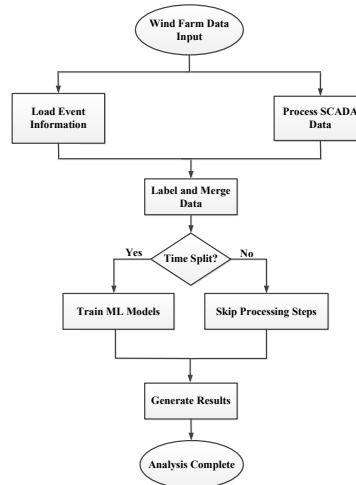 Wind Farm Data
Input
Load Event
Information
Process SCADA
Data
Label and Merge
Data
Yes
Time Split?
No
Train ML Models
Skip Processing Steps
Generate Results
Analysis Complete